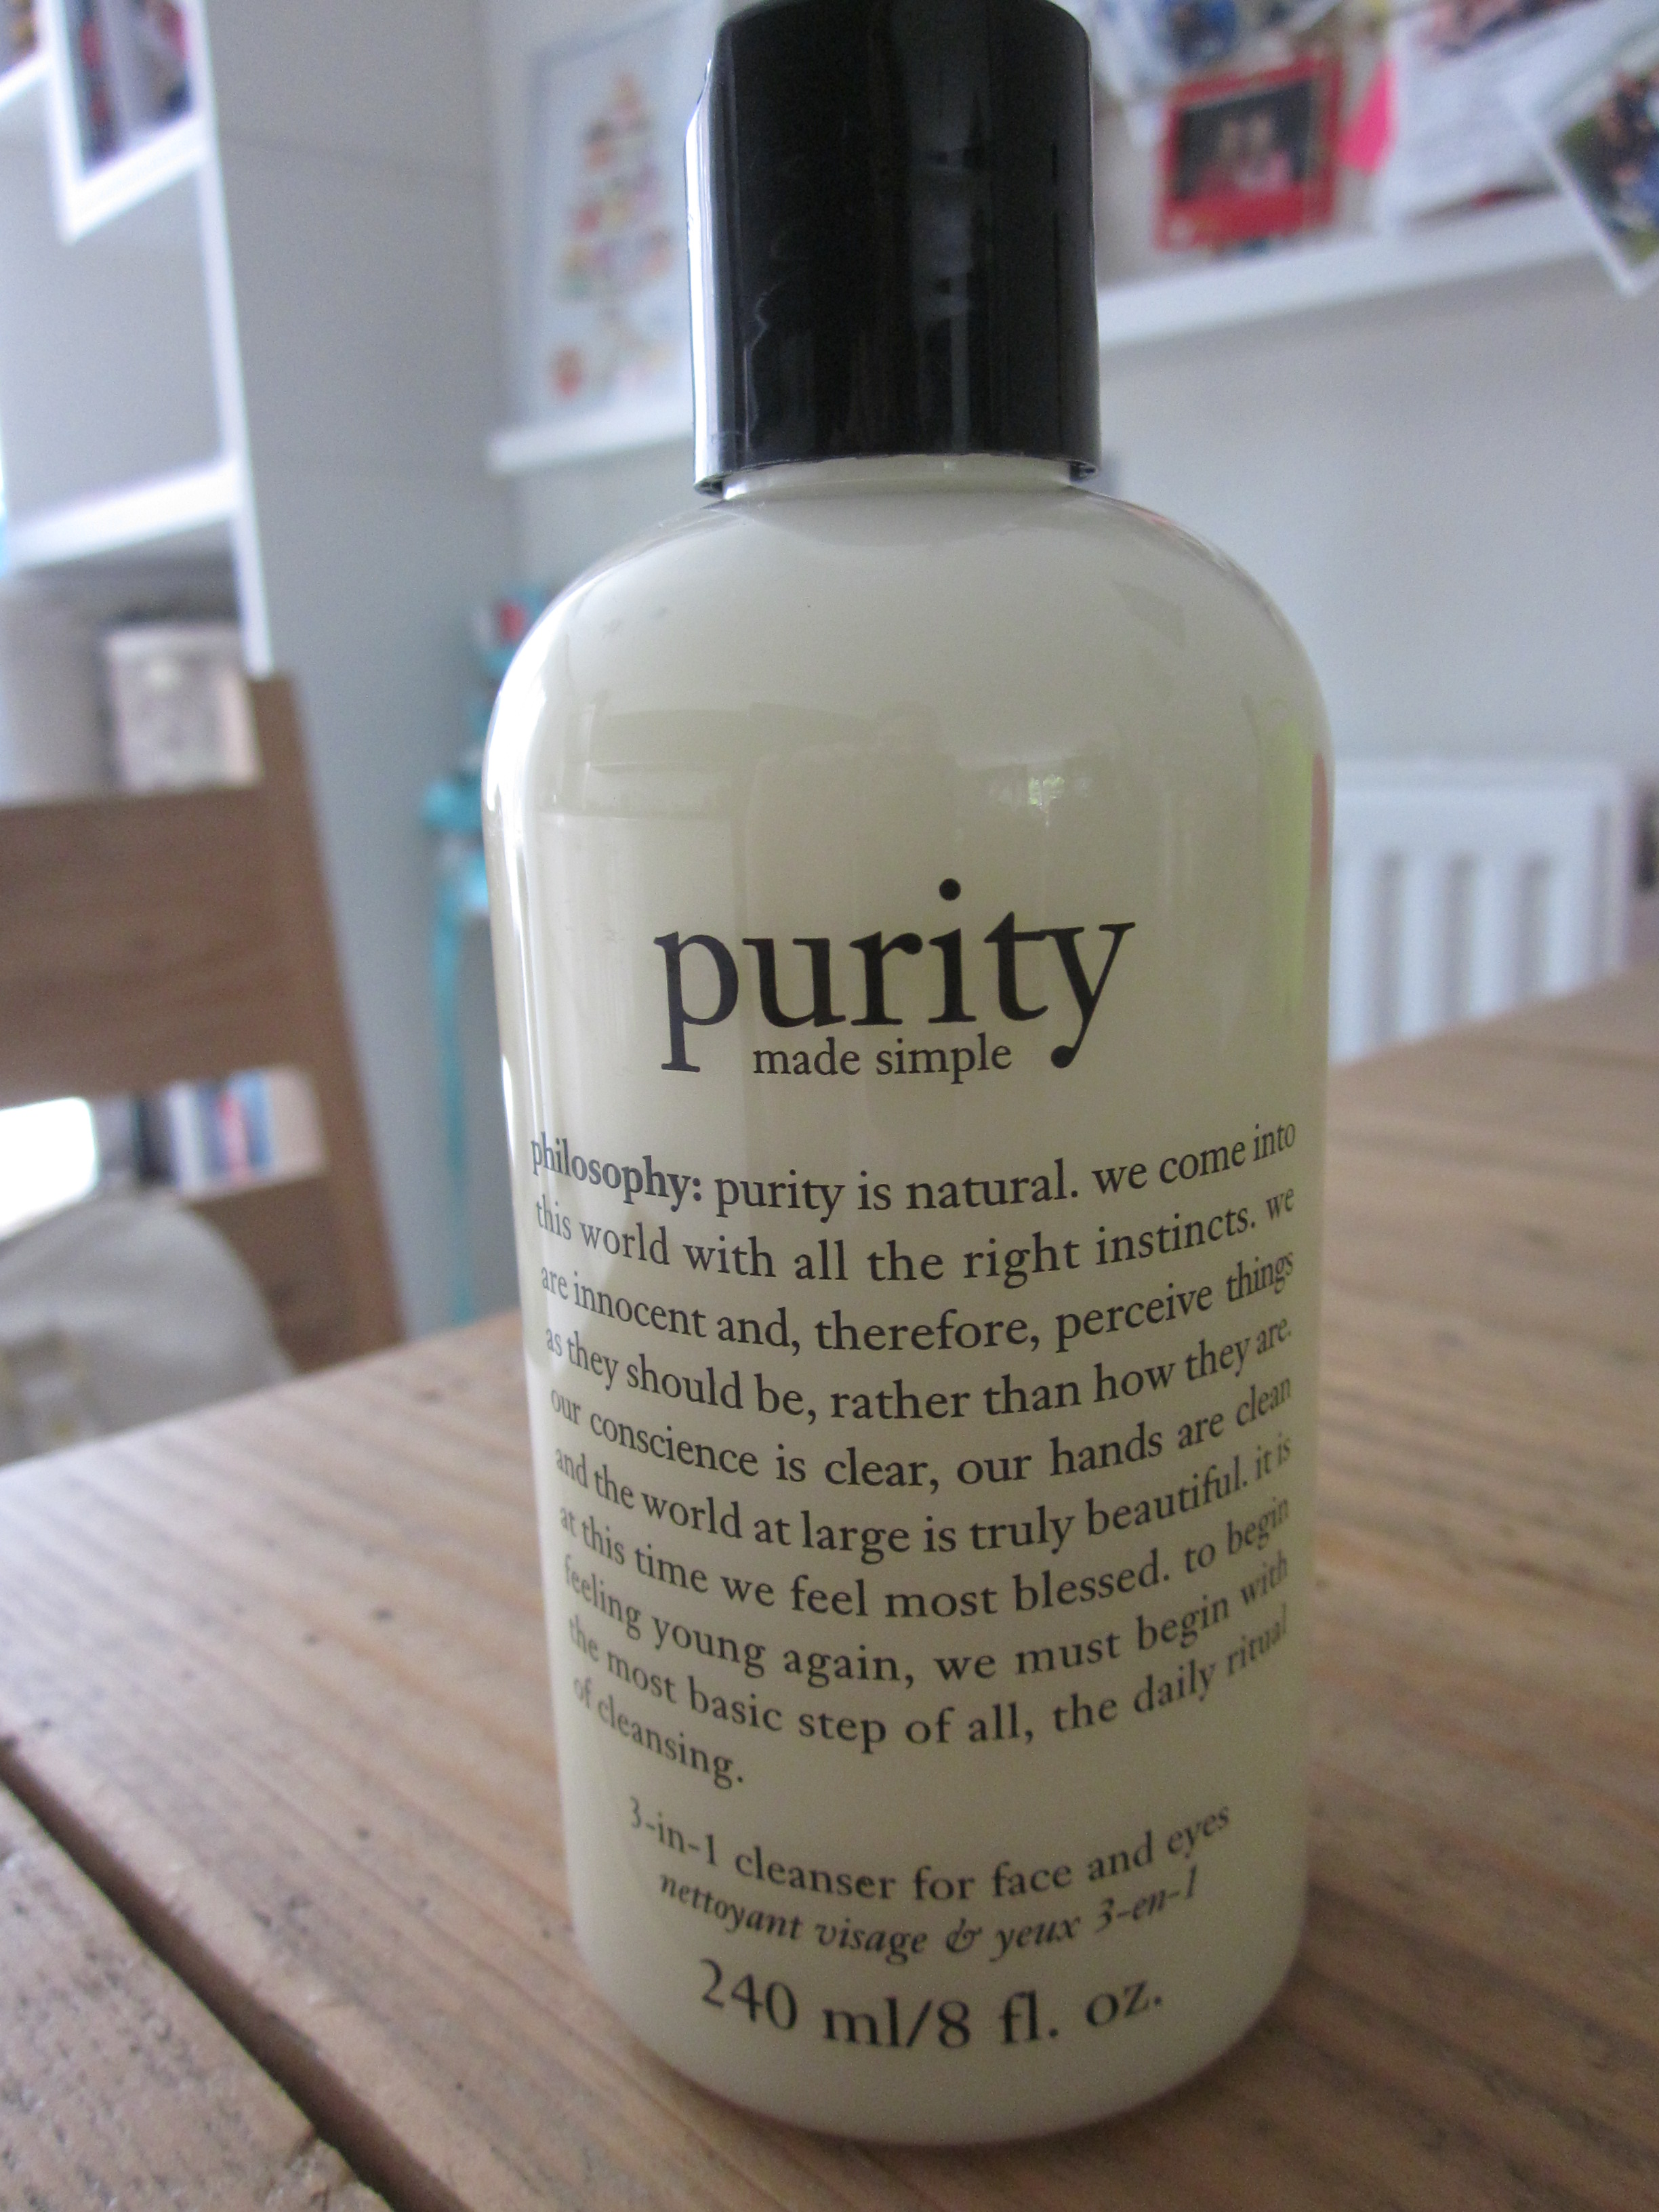 purity
made simple
philosophy: purity is natural. we come into
this world with all the right instincts. we
are innocent and, therefore, perceive things
as they should be, rather than how they are.
our conscience is clear, our hands are clean
and the world at large is truly beautiful. it is
at this time we feel most blessed. to begin
feeling young again, we must begin with
the most basic step of all, the daily ritual
of cleansing.
3-in-1 cleanser for face and eyes
nettoyant visage & yeux 3-en-1
240 ml/8 fl. oz.